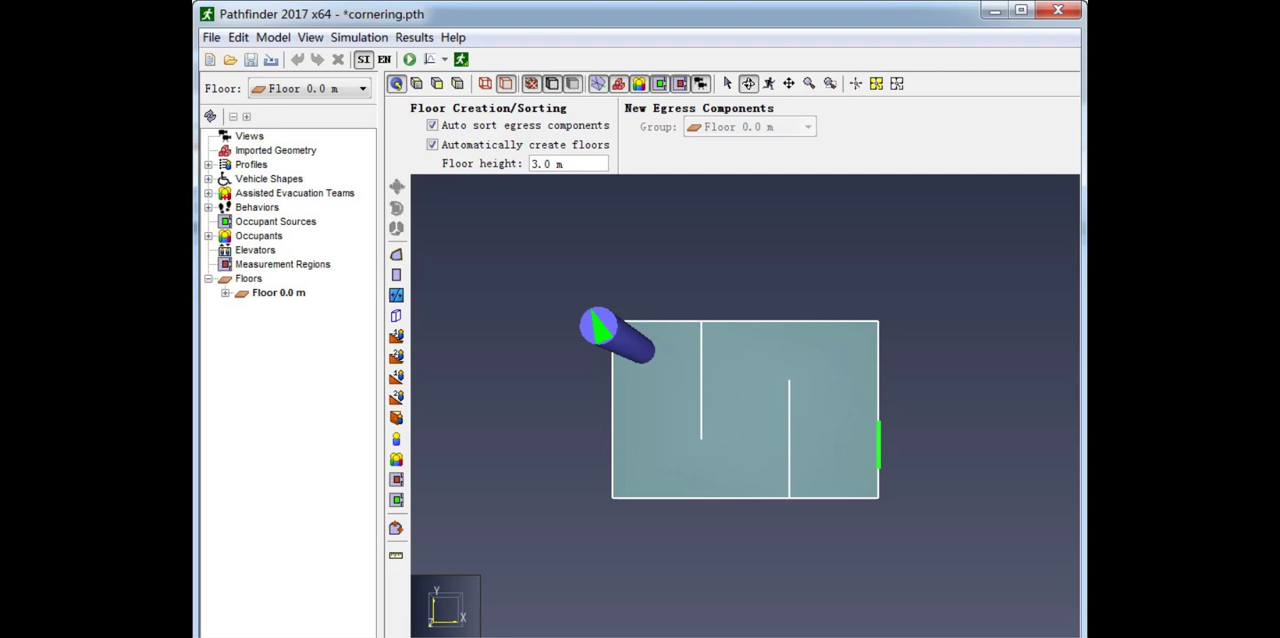 Pathfinder 2017 x64 - *cornering.pth
File Edit Model View Simulation Results Help
SI EN
Floor: Floor 0.0 m
Floor Creation/Sorting
Auto sort egress components
Automatically create floors
Floor height: 3.0 m
New Egress Components
Group: Floor 0.0 m
Views
Imported Geometry
Profiles
Vehicle Shapes
Assisted Evacuation Teams
Behaviors
Occupant Sources
Occupants
Elevators
Measurement Regions
Floors
Floor 0.0 m
Y
X